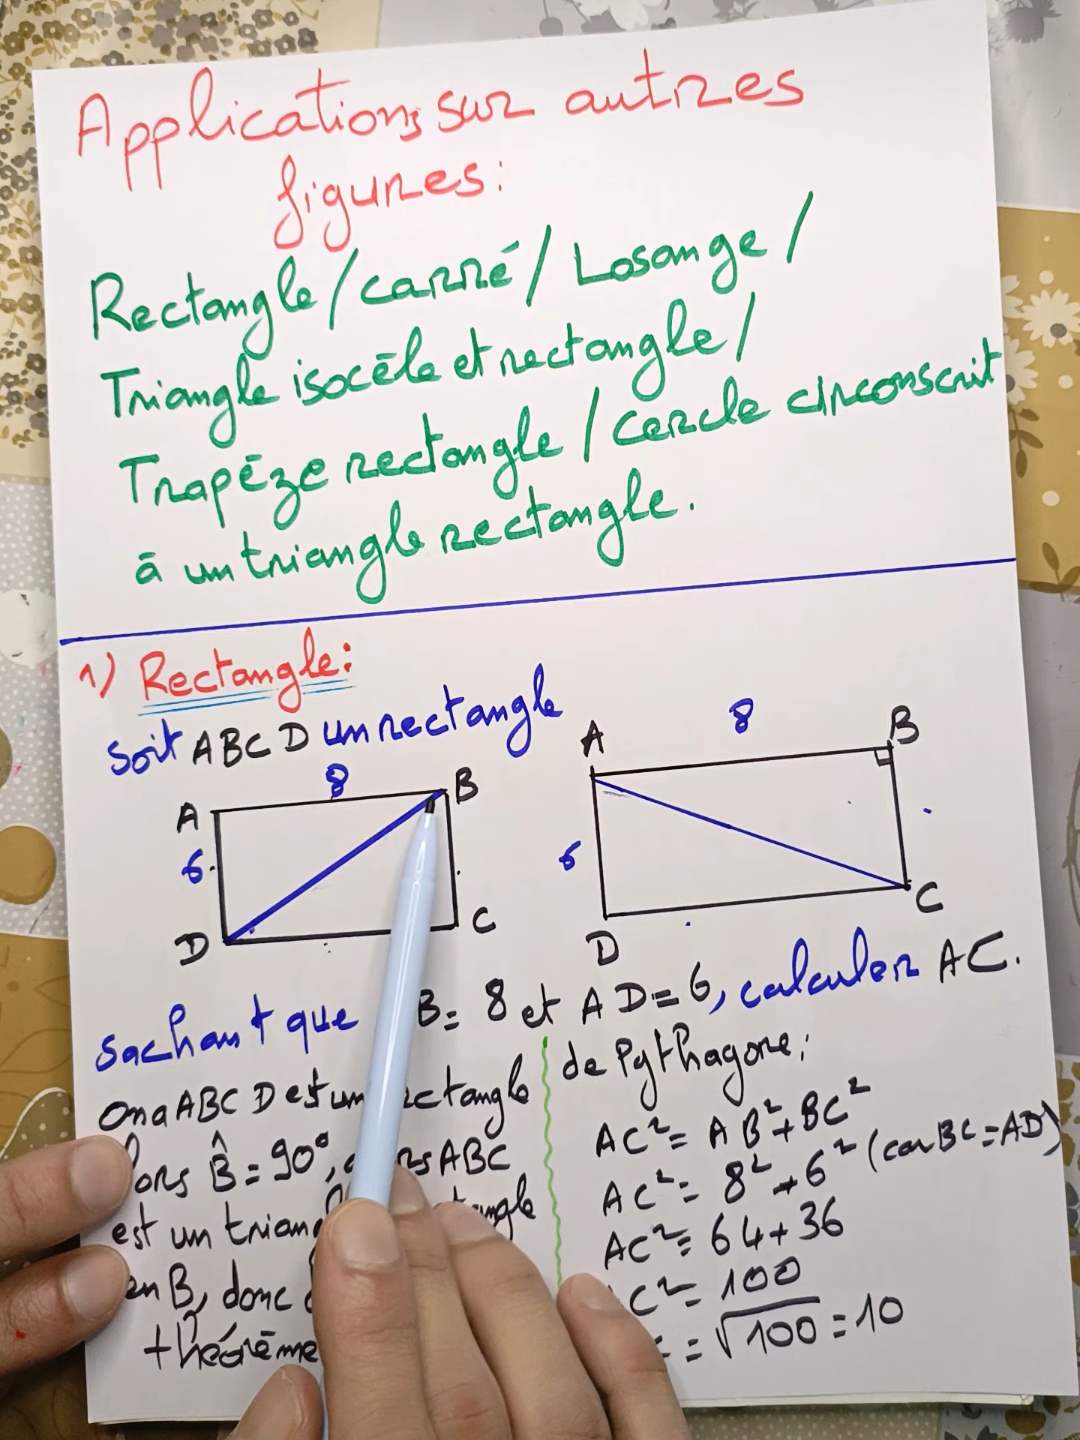 Applications sur autres
figures:
Rectangle / carré / Losange /
Triangle isocèle et rectangle /
Trapèze rectangle / cercle circonscrit
à un triangle rectangle.
1) Rectangle:
Soit ABCD un rectangle
8
A
B
6
D
C
8
A
B
6
D
C
sachant que B = 8 et AD = 6, calculer AC.
On a ABCD est un ctangle
lors B̂ = 90°, ABC
est un
en B, donc
théorème
de Pythagore:
AC² = AB² + BC²
AC² = 8² + 6² (car BC = AD)
AC² = 64 + 36
C² = 100
= √100 = 10